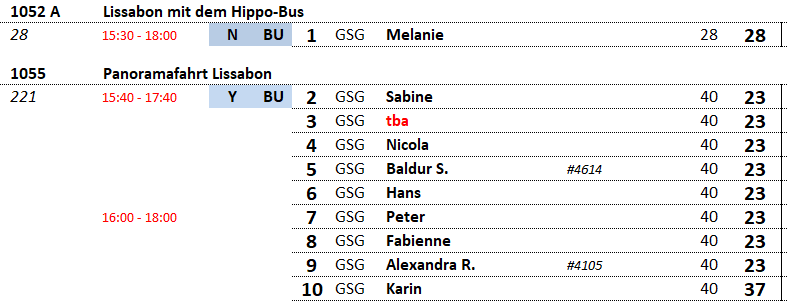 1052 A Lissabon mit dem Hippo-Bus
28 15:30 - 18:00 N BU 1 GSG Melanie 28 28
1055 Panoramafahrt Lissabon
221 15:40 - 17:40 Y BU 2 GSG Sabine 40 23
3 GSG tba 40 23
4 GSG Nicola 40 23
5 GSG Baldur S. #4614 40 23
6 GSG Hans 40 23
16:00 - 18:00 7 GSG Peter 40 23
8 GSG Fabienne 40 23
9 GSG Alexandra R. #4105 40 23
10 GSG Karin 40 37